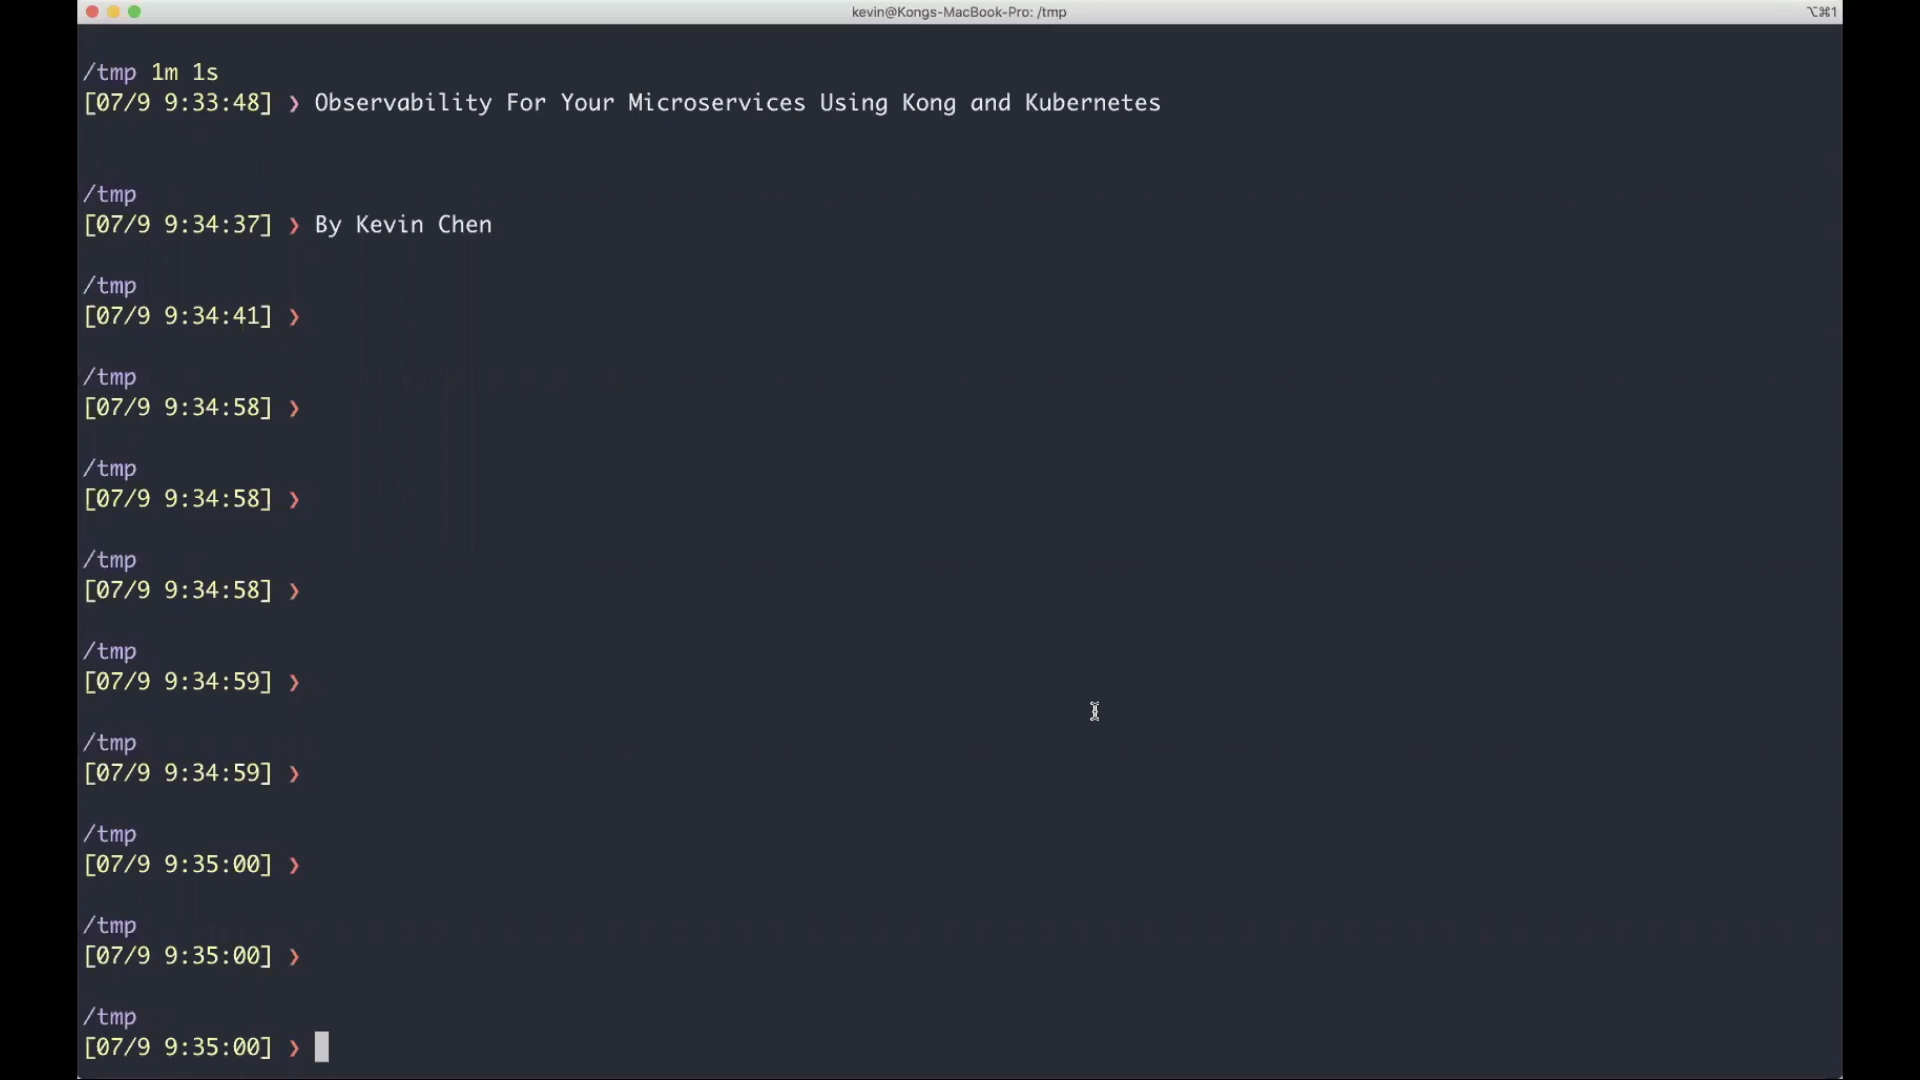 kevin@Kongs-MacBook-Pro: /tmp
⌥⌘1
/tmp 1m 1s
[07/9 9:33:48] ❯ Observability For Your Microservices Using Kong and Kubernetes
/tmp
[07/9 9:34:37] ❯ By Kevin Chen
/tmp
[07/9 9:34:41] ❯
/tmp
[07/9 9:34:58] ❯
/tmp
[07/9 9:34:58] ❯
/tmp
[07/9 9:34:58] ❯
/tmp
[07/9 9:34:59] ❯
/tmp
[07/9 9:34:59] ❯
/tmp
[07/9 9:35:00] ❯
/tmp
[07/9 9:35:00] ❯
/tmp
[07/9 9:35:00] ❯